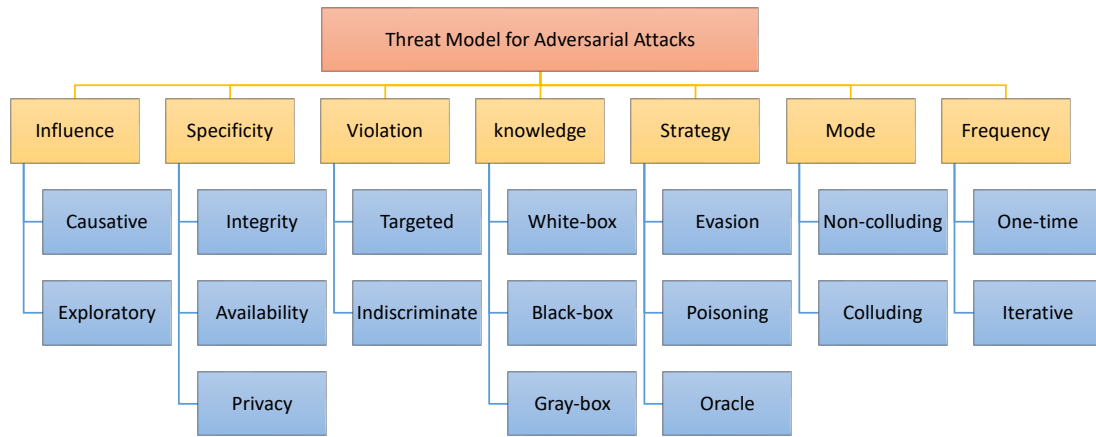 Threat Model for Adversarial Attacks
Influence
Specificity
Violation
knowledge
Strategy
Mode
Frequency
Causative
Integrity
Targeted
White-box
Evasion
Non-colluding
One-time
Exploratory
Availability
Indiscriminate
Black-box
Poisoning
Colluding
Iterative
Privacy
Gray-box
Oracle